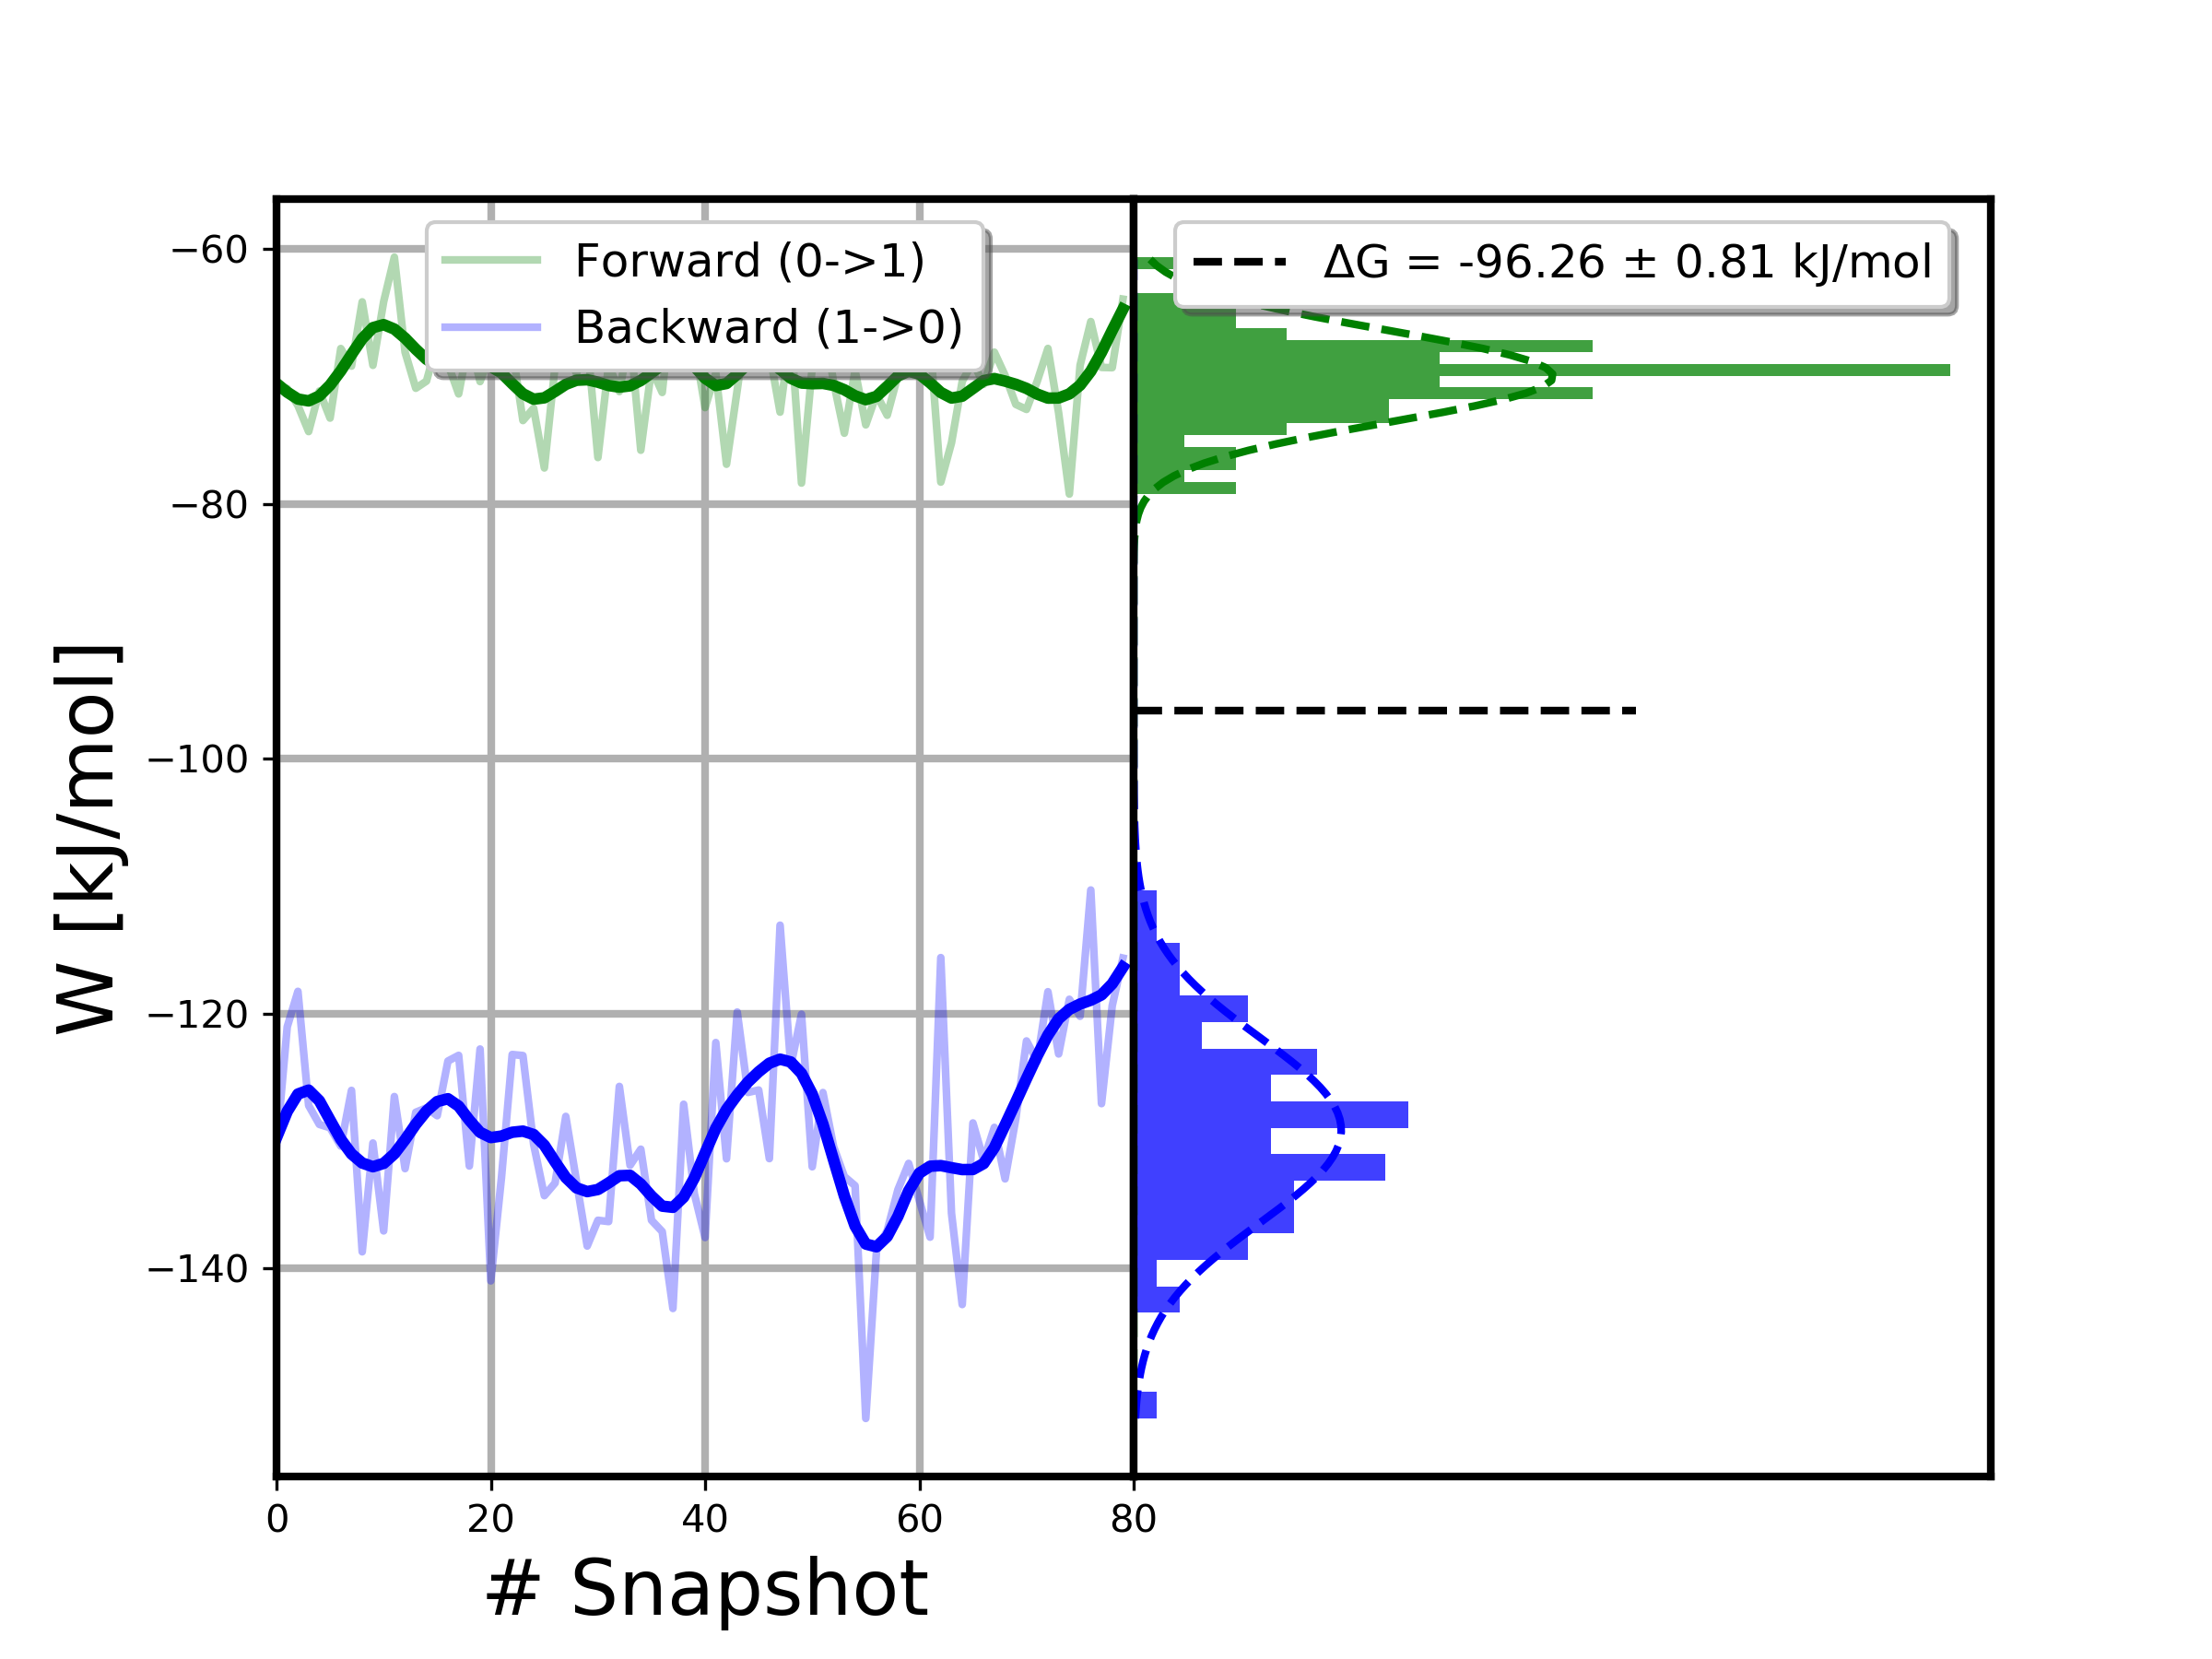 Forward (0->1)
Backward (1->0)
ΔG = -96.26 ± 0.81 kJ/mol
W [kJ/mol]
−60
−80
−100
−120
−140
0 20 40 60 80
# Snapshot